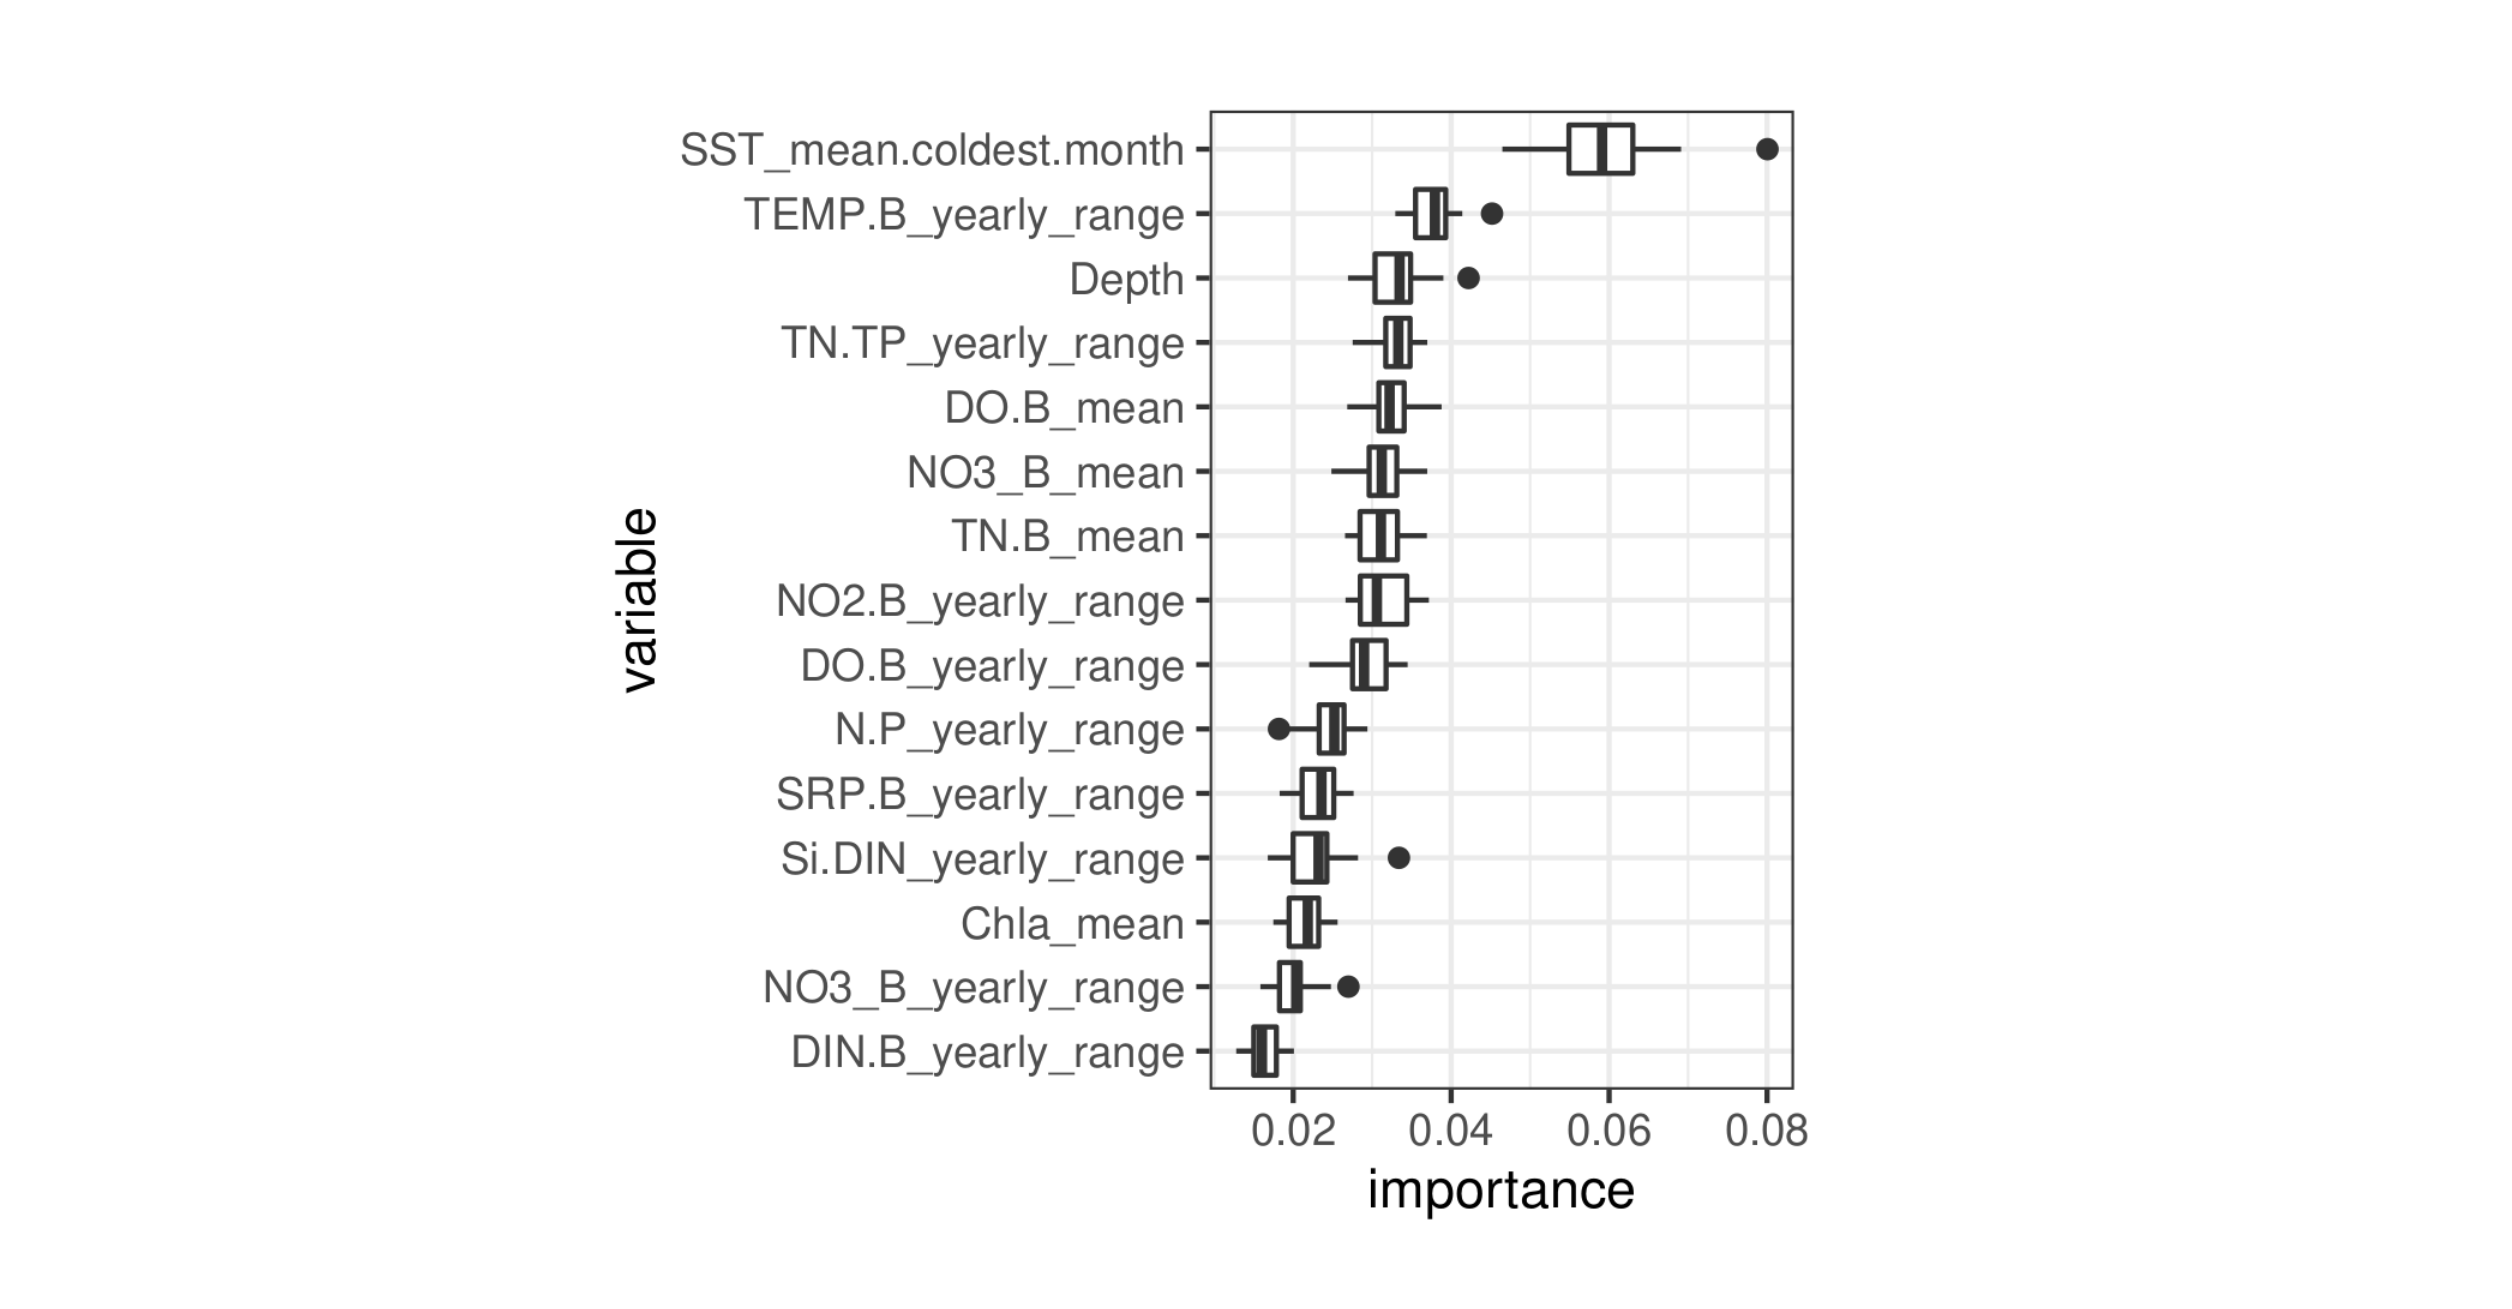 variable
SST_mean.coldest.month
TEMP.B_yearly_range
Depth
TN.TP_yearly_range
DO.B_mean
NO3_B_mean
TN.B_mean
NO2.B_yearly_range
DO.B_yearly_range
N.P_yearly_range
SRP.B_yearly_range
Si.DIN_yearly_range
Chla_mean
NO3_B_yearly_range
DIN.B_yearly_range
0.02 0.04 0.06 0.08
importance